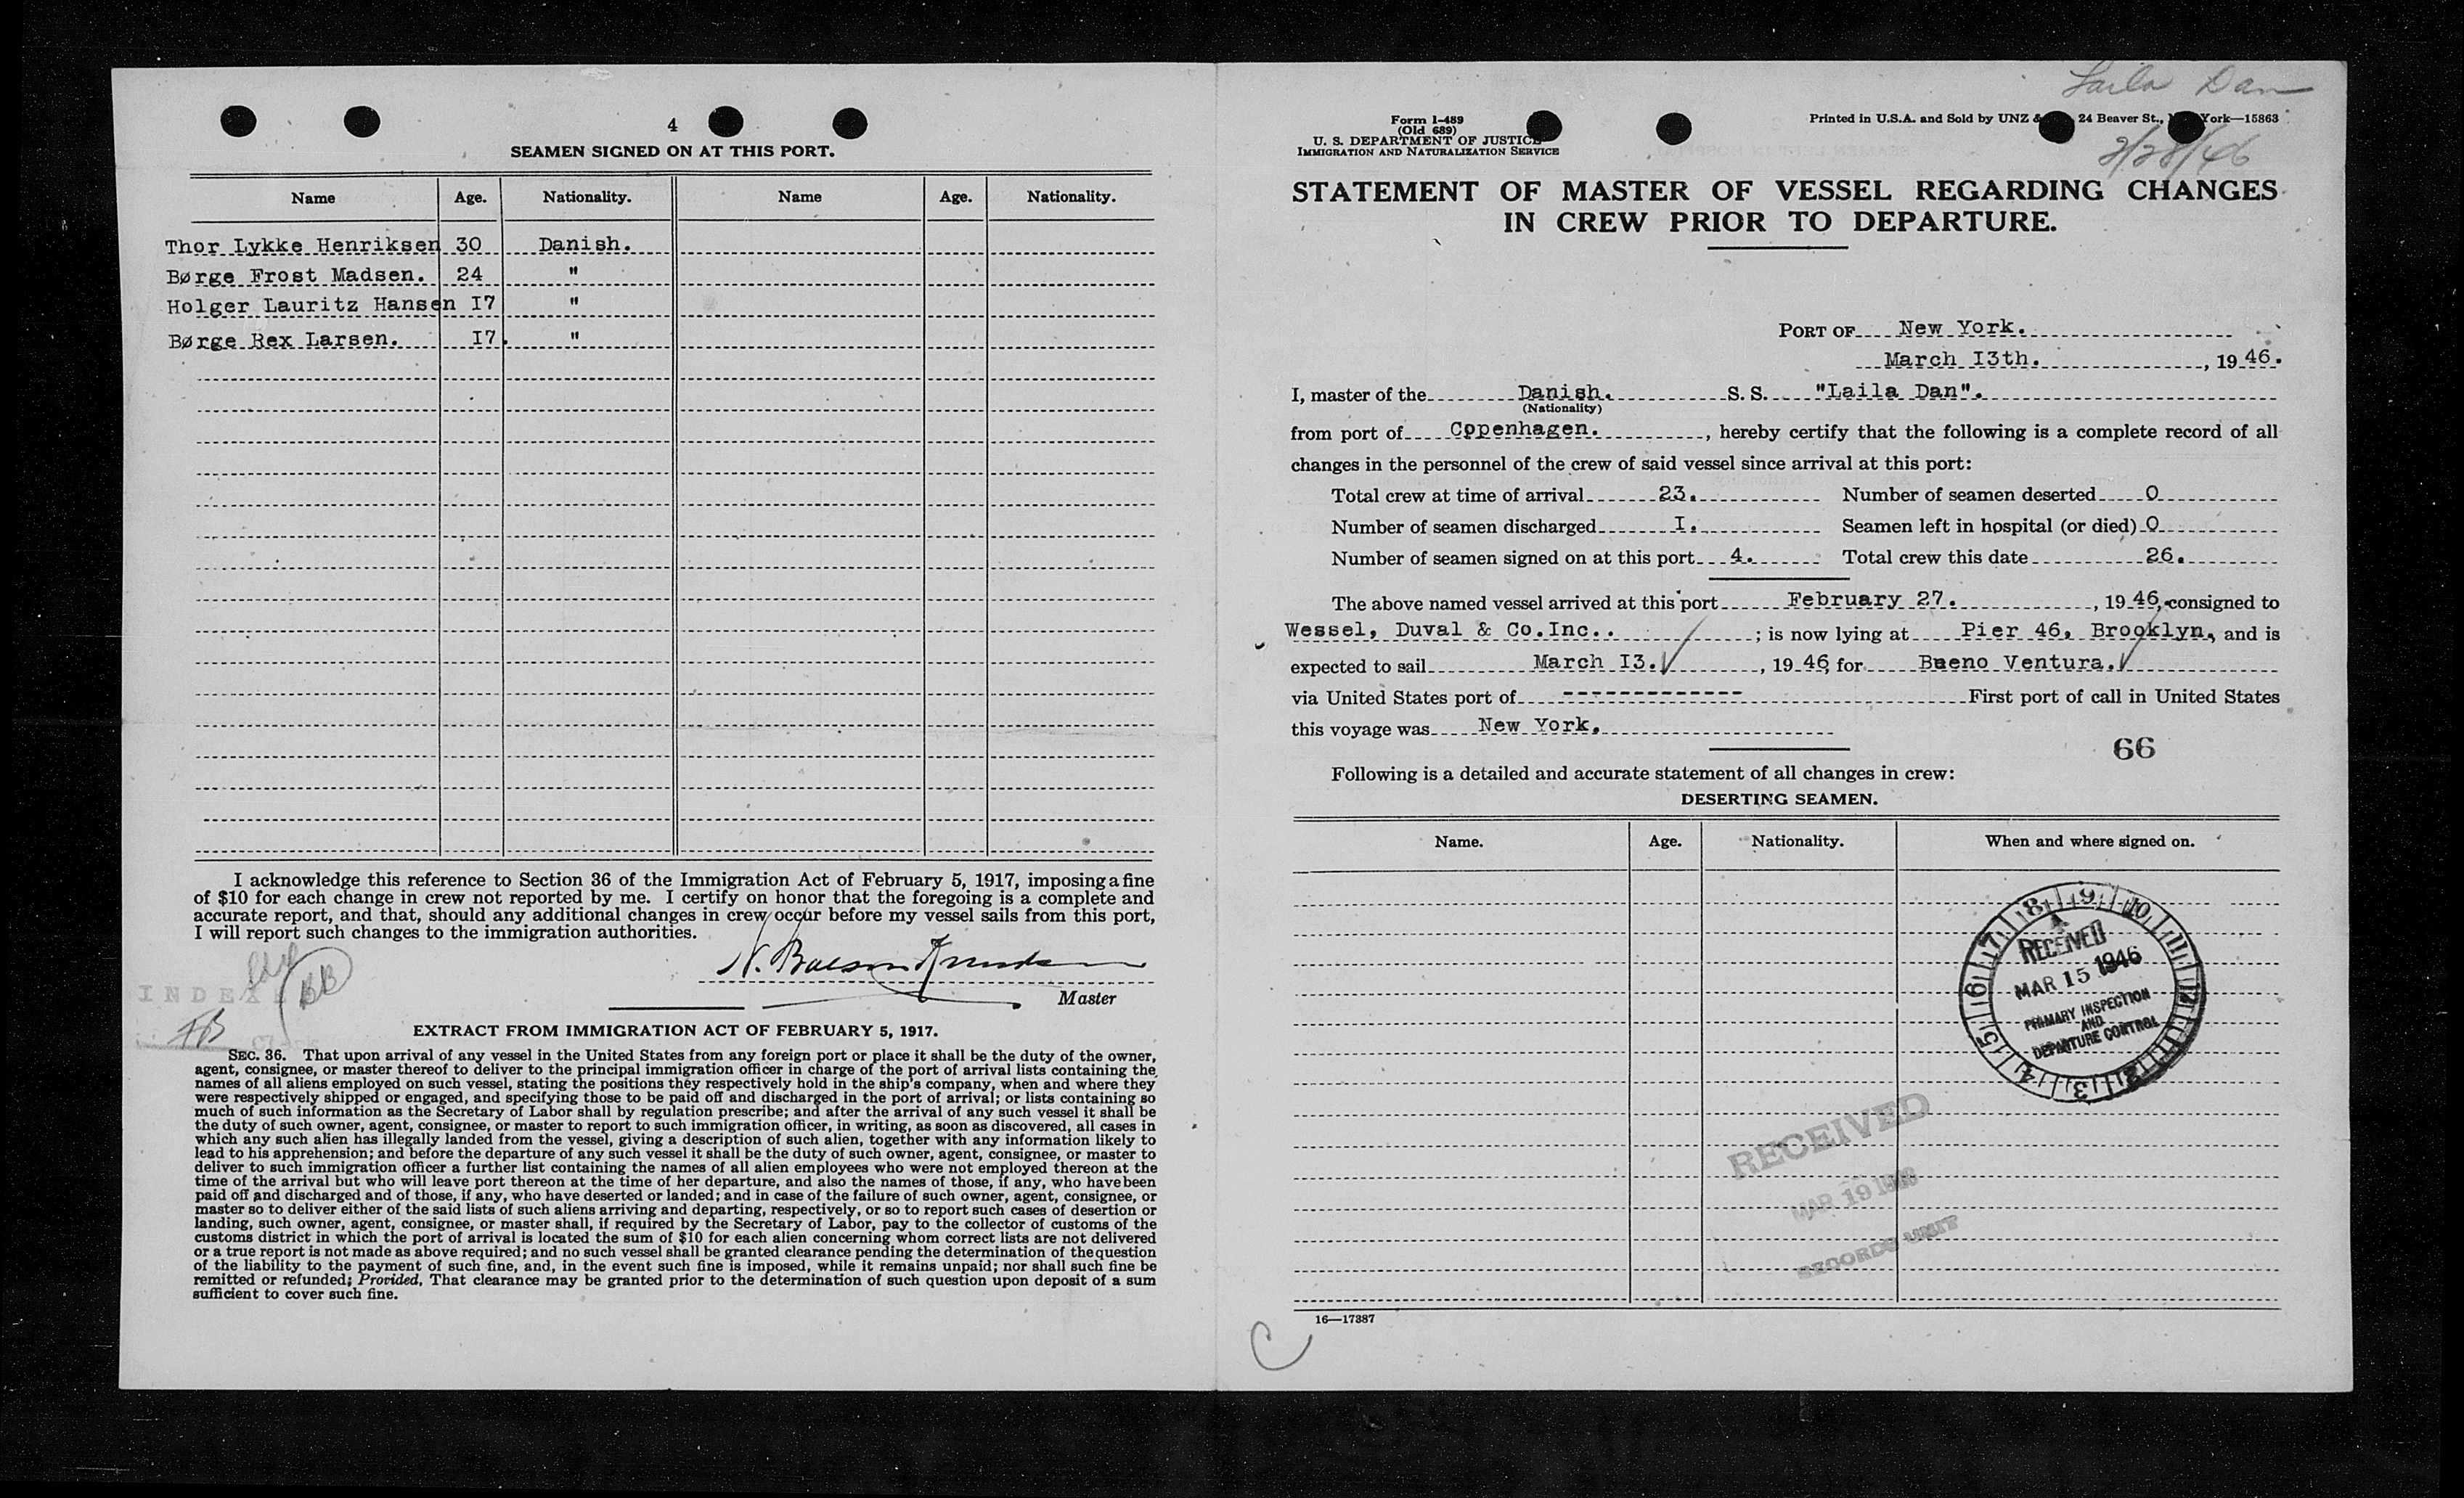 4
SEAMEN SIGNED ON AT THIS PORT.
Name Age. Nationality. Name Age. Nationality.
Thor Lykke Henriksen 30 Danish.
Børge Frost Madsen. 24 "
Holger Lauritz Hansen I7 "
Børge Rex Larsen. I7. "
I acknowledge this reference to Section 36 of the Immigration Act of February 5, 1917, imposing a fine
of $10 for each change in crew not reported by me. I certify on honor that the foregoing is a complete and
accurate report, and that, should any additional changes in crew occur before my vessel sails from this port,
I will report such changes to the immigration authorities.
INDEX
Master
EXTRACT FROM IMMIGRATION ACT OF FEBRUARY 5, 1917.
SEC. 36. That upon arrival of any vessel in the United States from any foreign port or place it shall be the duty of the owner,
agent, consignee, or master thereof to deliver to the principal immigration officer in charge of the port of arrival lists containing the
names of all aliens employed on such vessel, stating the positions they respectively hold in the ship's company, when and where they
were respectively shipped or engaged, and specifying those to be paid off and discharged in the port of arrival; or lists containing so
much of such information as the Secretary of Labor shall by regulation prescribe; and after the arrival of any such vessel it shall be
the duty of such owner, agent, consignee, or master to report to such immigration officer, in writing, as soon as discovered, all cases in
which any such alien has illegally landed from the vessel, giving a description of such alien, together with any information likely to
lead to his apprehension; and before the departure of any such vessel it shall be the duty of such owner, agent, consignee, or master to
deliver to such immigration officer a further list containing the names of all alien employees who were not employed thereon at the
time of the arrival but who will leave port thereon at the time of her departure, and also the names of those, if any, who have been
paid off and discharged and of those, if any, who have deserted or landed; and in case of the failure of such owner, agent, consignee, or
master so to deliver either of the said lists of such aliens arriving and departing, respectively, or so to report such cases of desertion or
landing, such owner, agent, consignee, or master shall, if required by the Secretary of Labor, pay to the collector of customs of the
customs district in which the port of arrival is located the sum of $10 for each alien concerning whom correct lists are not delivered
or a true report is not made as above required; and no such vessel shall be granted clearance pending the determination of the question
of the liability to the payment of such fine, and, in the event such fine is imposed, while it remains unpaid; nor shall such fine be
remitted or refunded; Provided, That clearance may be granted prior to the determination of such question upon deposit of a sum
sufficient to cover such fine.
Laila Dan
2/28/46
Form I-489
(Old 689)
U. S. DEPARTMENT OF JUSTICE
IMMIGRATION AND NATURALIZATION SERVICE
Printed in U.S.A. and Sold by UNZ & 24 Beaver St., York—15863
STATEMENT OF MASTER OF VESSEL REGARDING CHANGES
IN CREW PRIOR TO DEPARTURE.
PORT OF New York.
March I3th., 19 46.
I, master of the Danish. S. S. "Laila Dan".
(Nationality)
from port of Copenhagen., hereby certify that the following is a complete record of all
changes in the personnel of the crew of said vessel since arrival at this port:
Total crew at time of arrival 23. Number of seamen deserted 0
Number of seamen discharged I. Seamen left in hospital (or died) 0
Number of seamen signed on at this port 4. Total crew this date 26.
The above named vessel arrived at this port February 27., 19 46, consigned to
Wessel, Duval & Co.Inc..; is now lying at Pier 46, Brooklyn, and is
expected to sail March I3., 19 46, for Bueno Ventura.
via United States port of -------------- First port of call in United States
this voyage was New York.
66
Following is a detailed and accurate statement of all changes in crew:
DESERTING SEAMEN.
Name. Age. Nationality. When and where signed on.
RECEIVED
MAR 15 1946
PRIMARY INSPECTION
AND
DEPARTURE CONTROL
RECEIVED
MAR 19 1946
RECORDS UNIT
16—17387
C